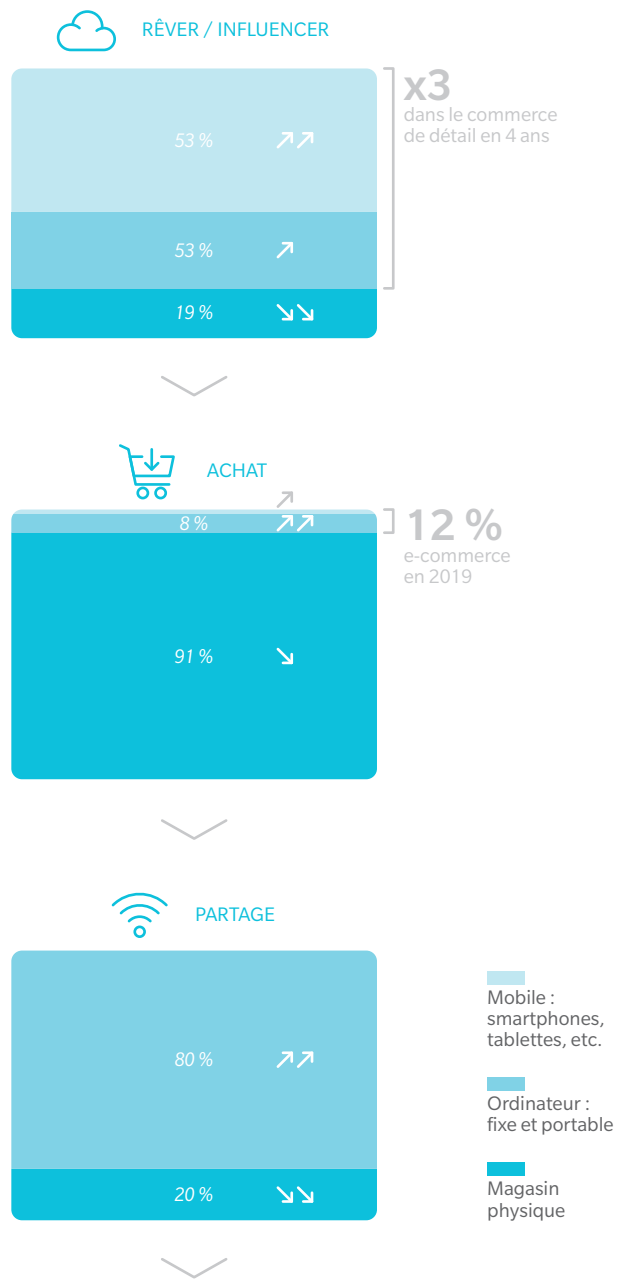 RÊVER / INFLUENCER
53 %
x3
dans le commerce
de détail en 4 ans
53 %
19 %
ACHAT
8 %
12 %
e-commerce
en 2019
91 %
PARTAGE
80 %
20 %
Mobile :
smartphones,
tablettes, etc.
Ordinateur :
fixe et portable
Magasin
physique